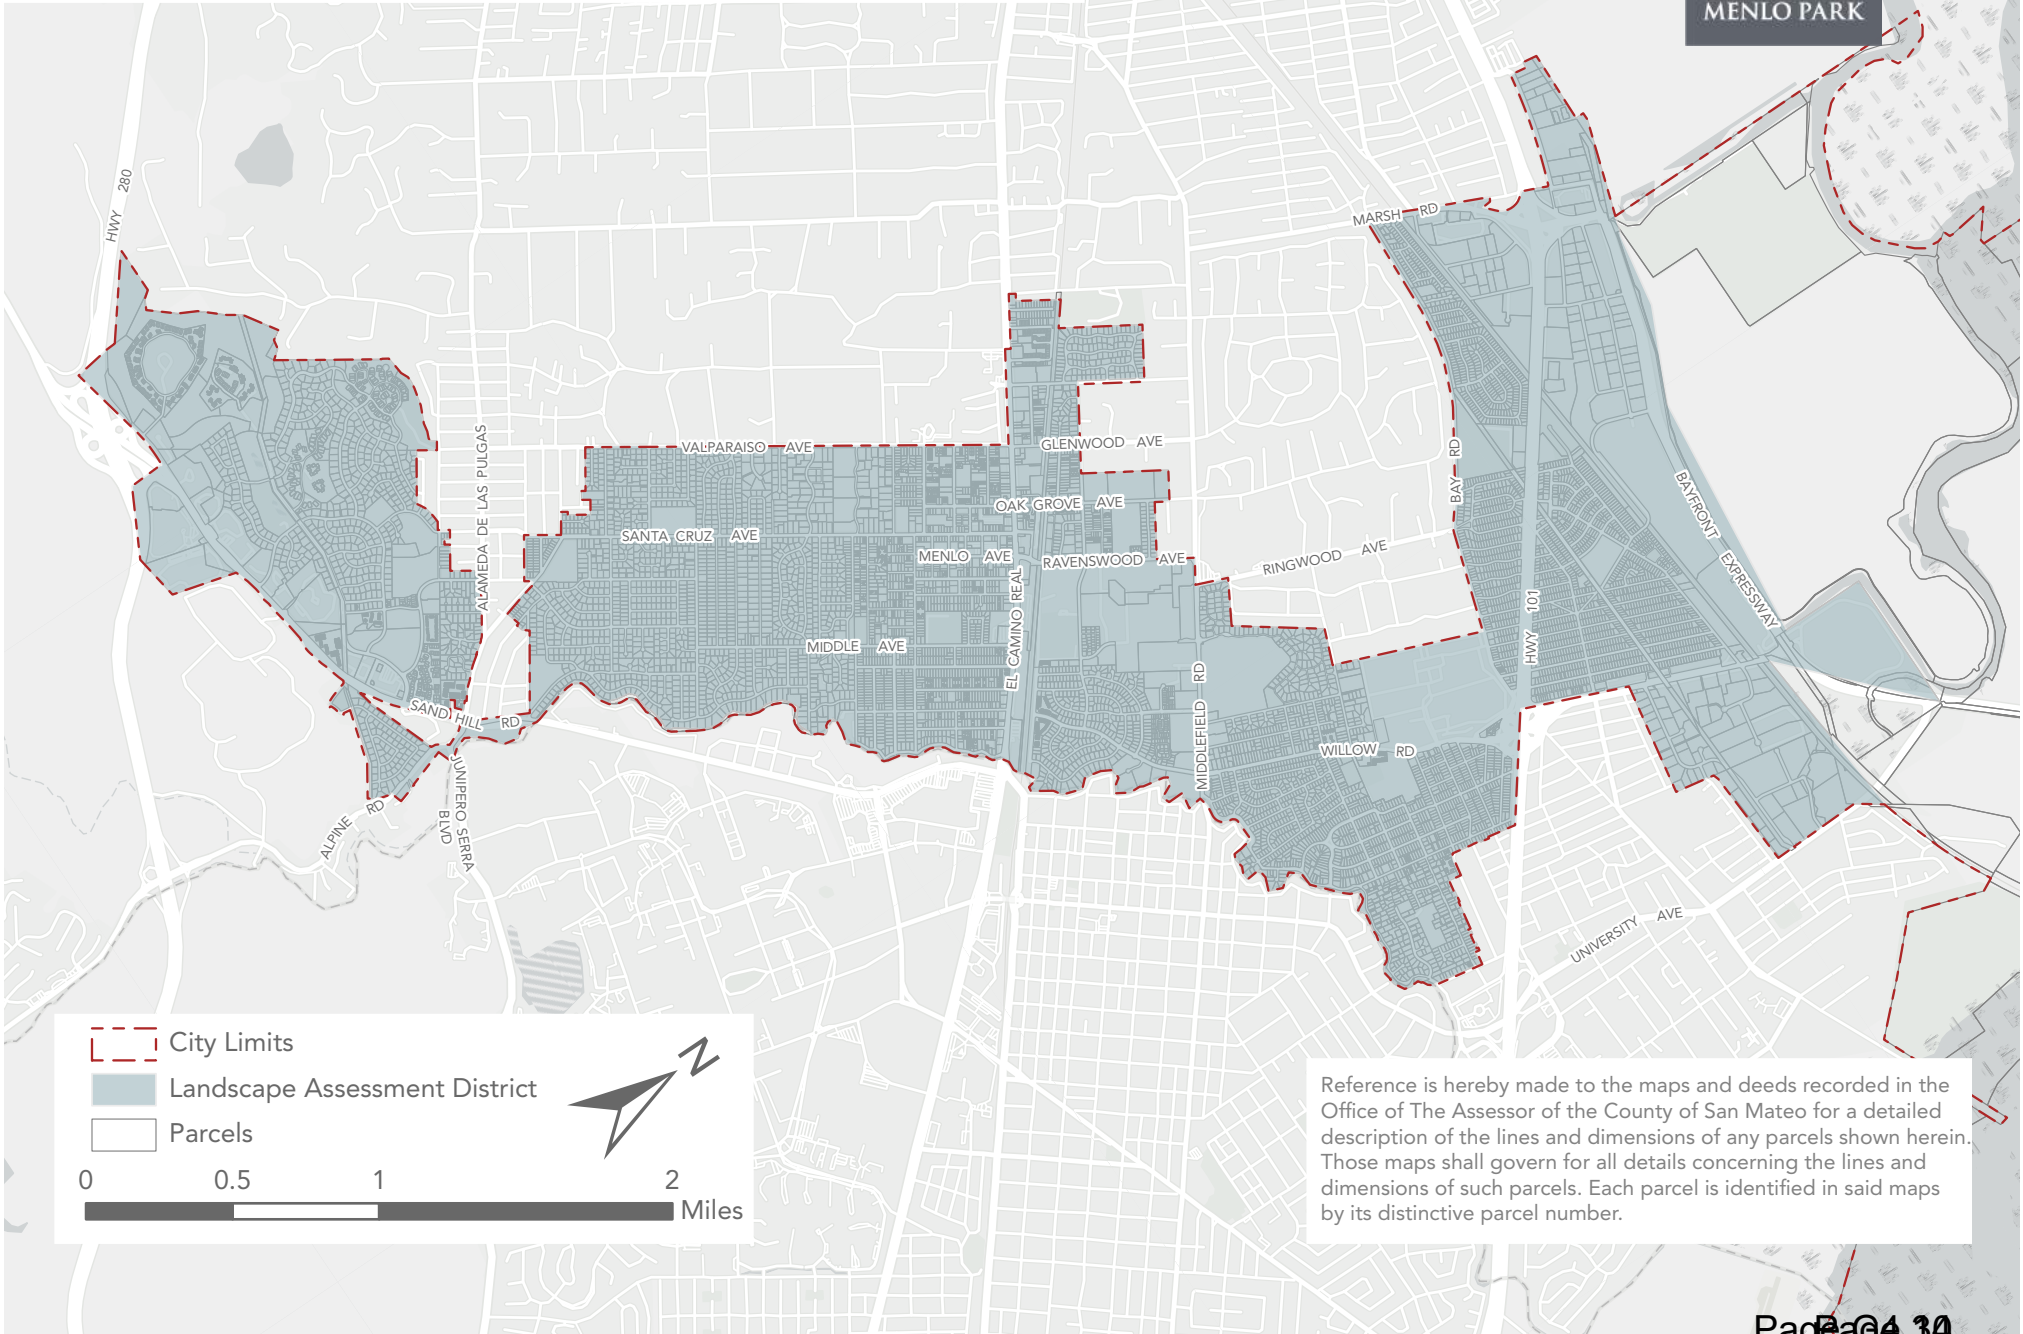 MENLO PARK
HWY 280
MARSH RD
ALAMEDA DE LAS PULGAS
VALPARAISO AVE
GLENWOOD AVE
BAY RD
OAK GROVE AVE
SANTA CRUZ AVE
MENLO AVE
RAVENSWOOD AVE
RINGWOOD AVE
BAYFRONT EXPRESSWAY
HWY 101
EL CAMINO REAL
MIDDLE AVE
MIDDLEFIELD RD
SAND HILL RD
WILLOW RD
ALPINE RD
JUNIPERO SERRA
BLVD
UNIVERSITY AVE
City Limits
Landscape Assessment District
Parcels
N
0 0.5 1 2
Miles
Reference is hereby made to the maps and deeds recorded in the
Office of The Assessor of the County of San Mateo for a detailed
description of the lines and dimensions of any parcels shown herein.
Those maps shall govern for all details concerning the lines and
dimensions of such parcels. Each parcel is identified in said maps
by its distinctive parcel number.